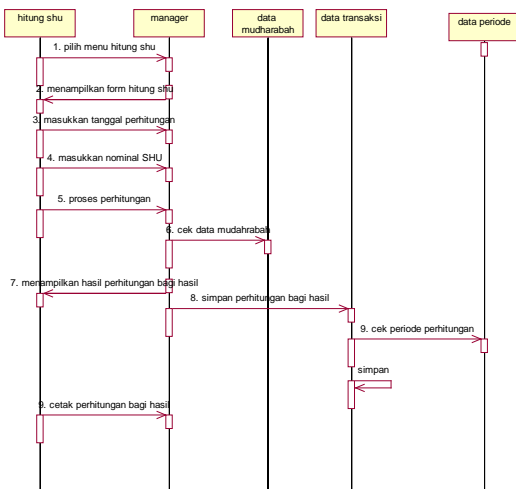 hitung shu
manager
data
mudharabah
data transaksi
data periode
1. pilih menu hitung shu
2. menampilkan form hitung shu
3. masukkan tanggal perhitungan
4. masukkan nominal SHU
5. proses perhitungan
6. cek data mudahrabah
7. menampilkan hasil perhitungan bagi hasil
8. simpan perhitungan bagi hasil
9. cek periode perhitungan
simpan
9. cetak perhitungan bagi hasil